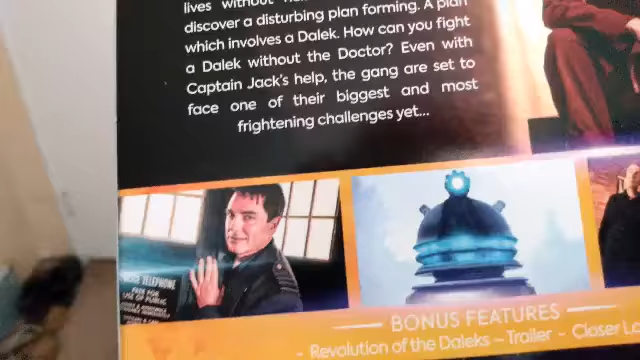 lives without
discover a disturbing plan forming. A plan
which involves a Dalek. How can you fight
a Dalek without the Doctor? Even with
Captain Jack's help, the gang are set to
face one of their biggest and most
frightening challenges yet...
TELEPHONE
FREE FOR
USE OF PUBLIC
BONUS FEATURES
- Revolution of the Daleks – Trailer - Closer